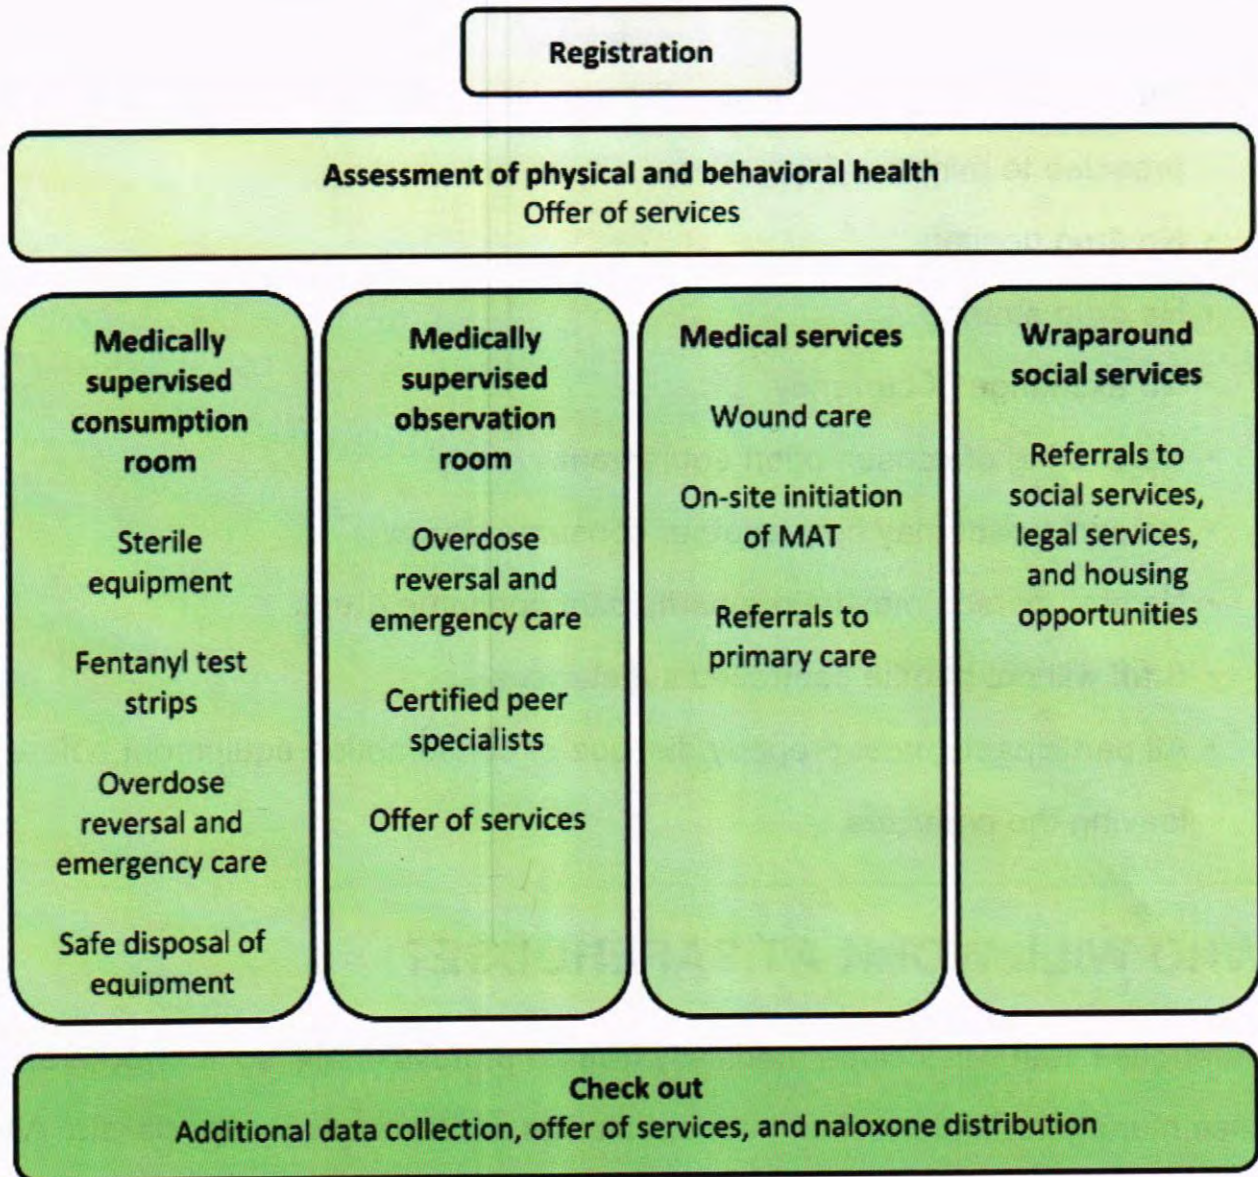 Registration
Assessment of physical and behavioral health
Offer of services
Medically
supervised
consumption
room
Sterile
equipment
Fentanyl test
strips
Overdose
reversal and
emergency care
Safe disposal of
equipment
Medically
supervised
observation
room
Overdose
reversal and
emergency care
Certified peer
specialists
Offer of services
Medical services
Wound care
On-site initiation
of MAT
Referrals to
primary care
Wraparound
social services
Referrals to
social services,
legal services,
and housing
opportunities
Check out
Additional data collection, offer of services, and naloxone distribution